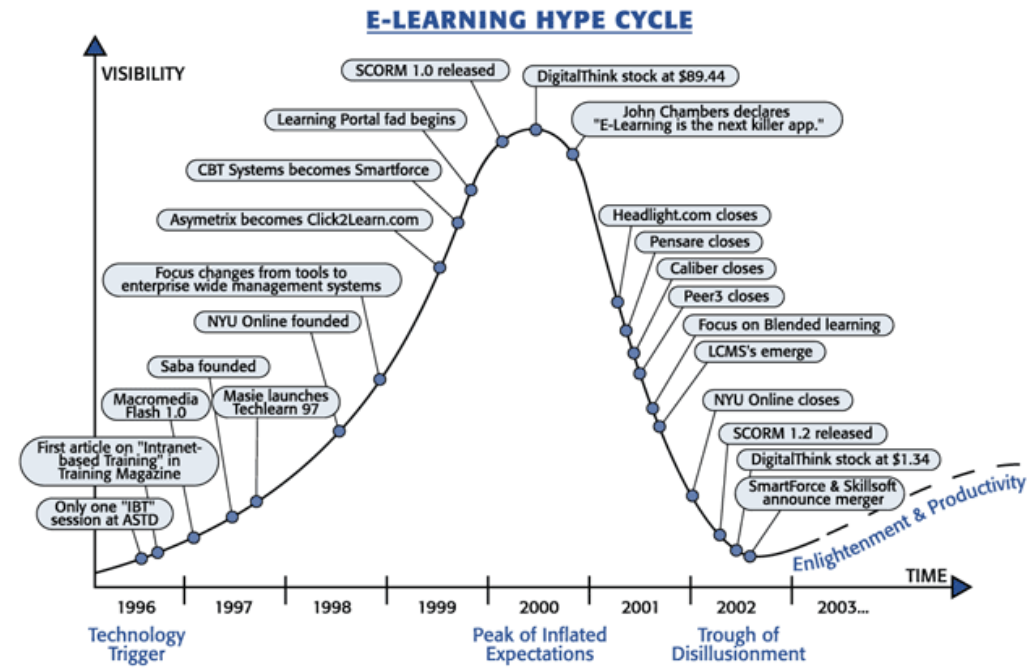 E-LEARNING HYPE CYCLE
VISIBILITY
SCORM 1.0 released
DigitalThink stock at $89.44
John Chambers declares
"E-Learning is the next killer app."
Learning Portal fad begins
CBT Systems becomes Smartforce
Asymetrix becomes Click2Learn.com
Focus changes from tools to
enterprise wide management systems
NYU Online founded
Saba founded
Macromedia
Flash 1.0
Masie launches
Techlearn 97
First article on "Intranet-
based Training" in
Training Magazine
Only one "IBT"
session at ASTD
Headlight.com closes
Pensare closes
Caliber closes
Peer3 closes
Focus on Blended learning
LCMS's emerge
NYU Online closes
SCORM 1.2 released
DigitalThink stock at $1.34
SmartForce & Skillsoft
announce merger
Enlightenment & Productivity
TIME
1996 1997 1998 1999 2000 2001 2002 2003...
Technology
Trigger
Peak of Inflated
Expectations
Trough of
Disillusionment